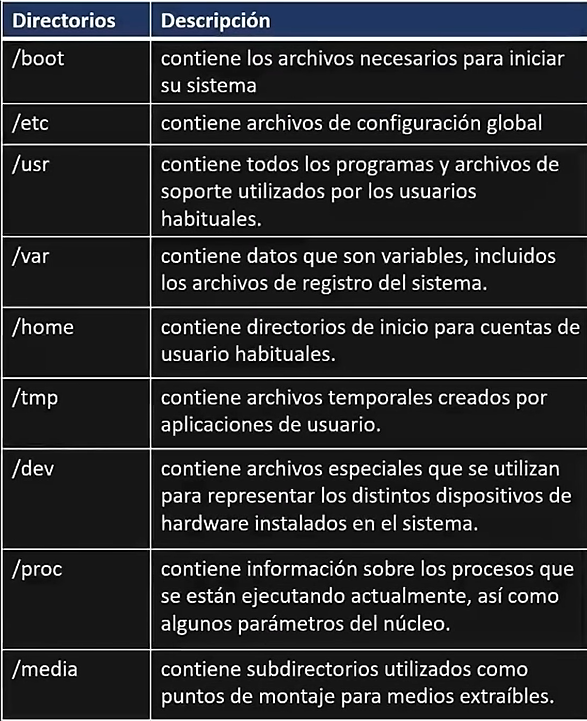 Directorios Descripción
/boot contiene los archivos necesarios para iniciar
su sistema
/etc contiene archivos de configuración global
/usr contiene todos los programas y archivos de
soporte utilizados por los usuarios
habituales.
/var contiene datos que son variables, incluidos
los archivos de registro del sistema.
/home contiene directorios de inicio para cuentas de
usuario habituales.
/tmp contiene archivos temporales creados por
aplicaciones de usuario.
/dev contiene archivos especiales que se utilizan
para representar los distintos dispositivos de
hardware instalados en el sistema.
/proc contiene información sobre los procesos que
se están ejecutando actualmente, así como
algunos parámetros del núcleo.
/media contiene subdirectorios utilizados como
puntos de montaje para medios extraíbles.